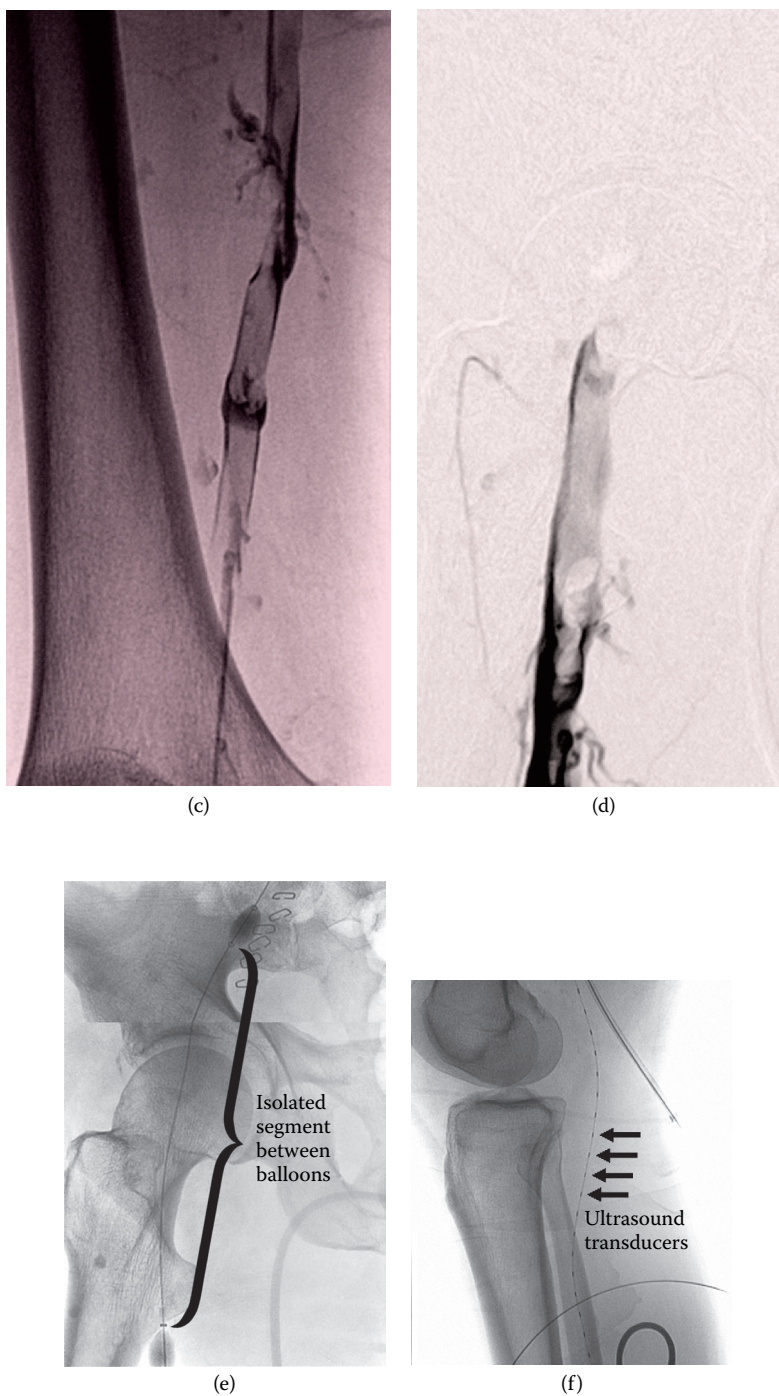 (c)
(d)
Isolated
segment
between
balloons
Ultrasound
transducers
(e)
(f)